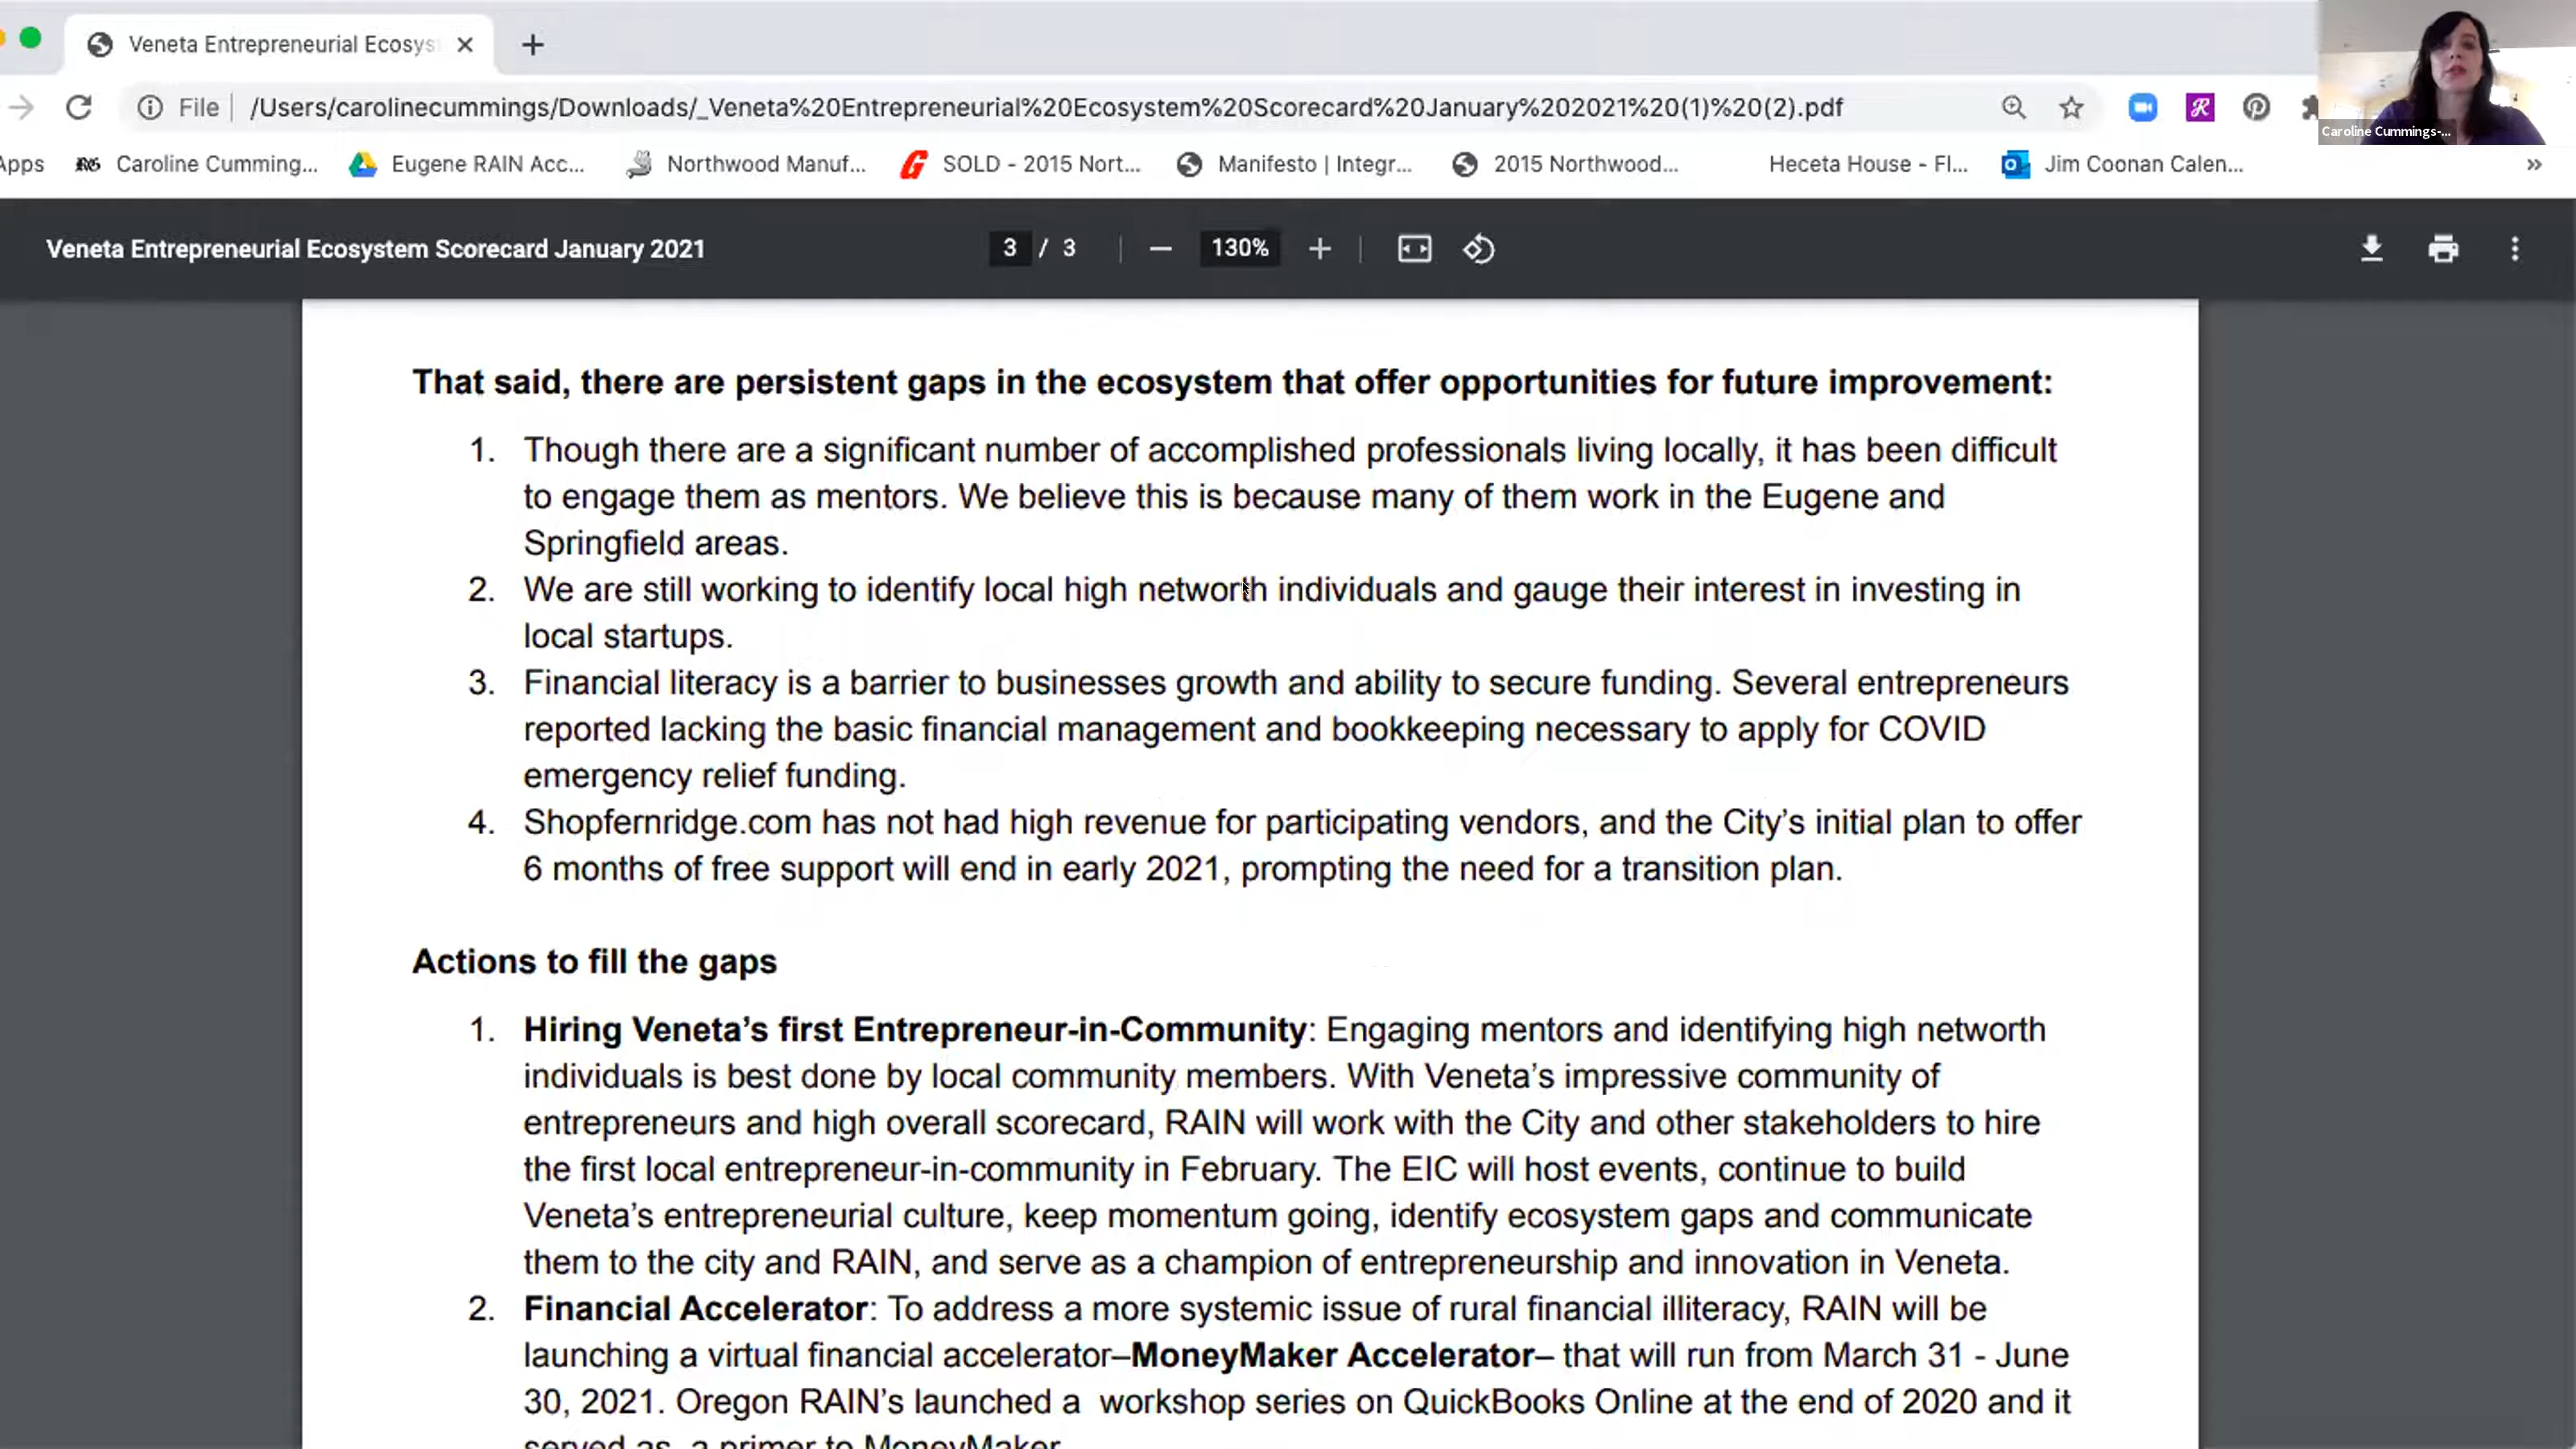 Veneta Entrepreneurial Ecosys
File
/Users/carolinecummings/Downloads/_Veneta%20Entrepreneurial%20Ecosystem%20Scorecard%20January%202021%20(1)%20(2).pdf
Caroline Cummings-...
Apps
Caroline Cumming...
Eugene RAIN Acc...
Northwood Manuf...
SOLD - 2015 Nort...
Manifesto | Integr...
2015 Northwood...
Heceta House - Fl...
Jim Coonan Calen...
»
Veneta Entrepreneurial Ecosystem Scorecard January 2021
3 / 3
130%
That said, there are persistent gaps in the ecosystem that offer opportunities for future improvement:
1. Though there are a significant number of accomplished professionals living locally, it has been difficult
to engage them as mentors. We believe this is because many of them work in the Eugene and
Springfield areas.
2. We are still working to identify local high networth individuals and gauge their interest in investing in
local startups.
3. Financial literacy is a barrier to businesses growth and ability to secure funding. Several entrepreneurs
reported lacking the basic financial management and bookkeeping necessary to apply for COVID
emergency relief funding.
4. Shopfernridge.com has not had high revenue for participating vendors, and the City’s initial plan to offer
6 months of free support will end in early 2021, prompting the need for a transition plan.
Actions to fill the gaps
1. Hiring Veneta’s first Entrepreneur-in-Community: Engaging mentors and identifying high networth
individuals is best done by local community members. With Veneta’s impressive community of
entrepreneurs and high overall scorecard, RAIN will work with the City and other stakeholders to hire
the first local entrepreneur-in-community in February. The EIC will host events, continue to build
Veneta’s entrepreneurial culture, keep momentum going, identify ecosystem gaps and communicate
them to the city and RAIN, and serve as a champion of entrepreneurship and innovation in Veneta.
2. Financial Accelerator: To address a more systemic issue of rural financial illiteracy, RAIN will be
launching a virtual financial accelerator–MoneyMaker Accelerator– that will run from March 31 - June
30, 2021. Oregon RAIN’s launched a  workshop series on QuickBooks Online at the end of 2020 and it
served as  a primer to MoneyMaker